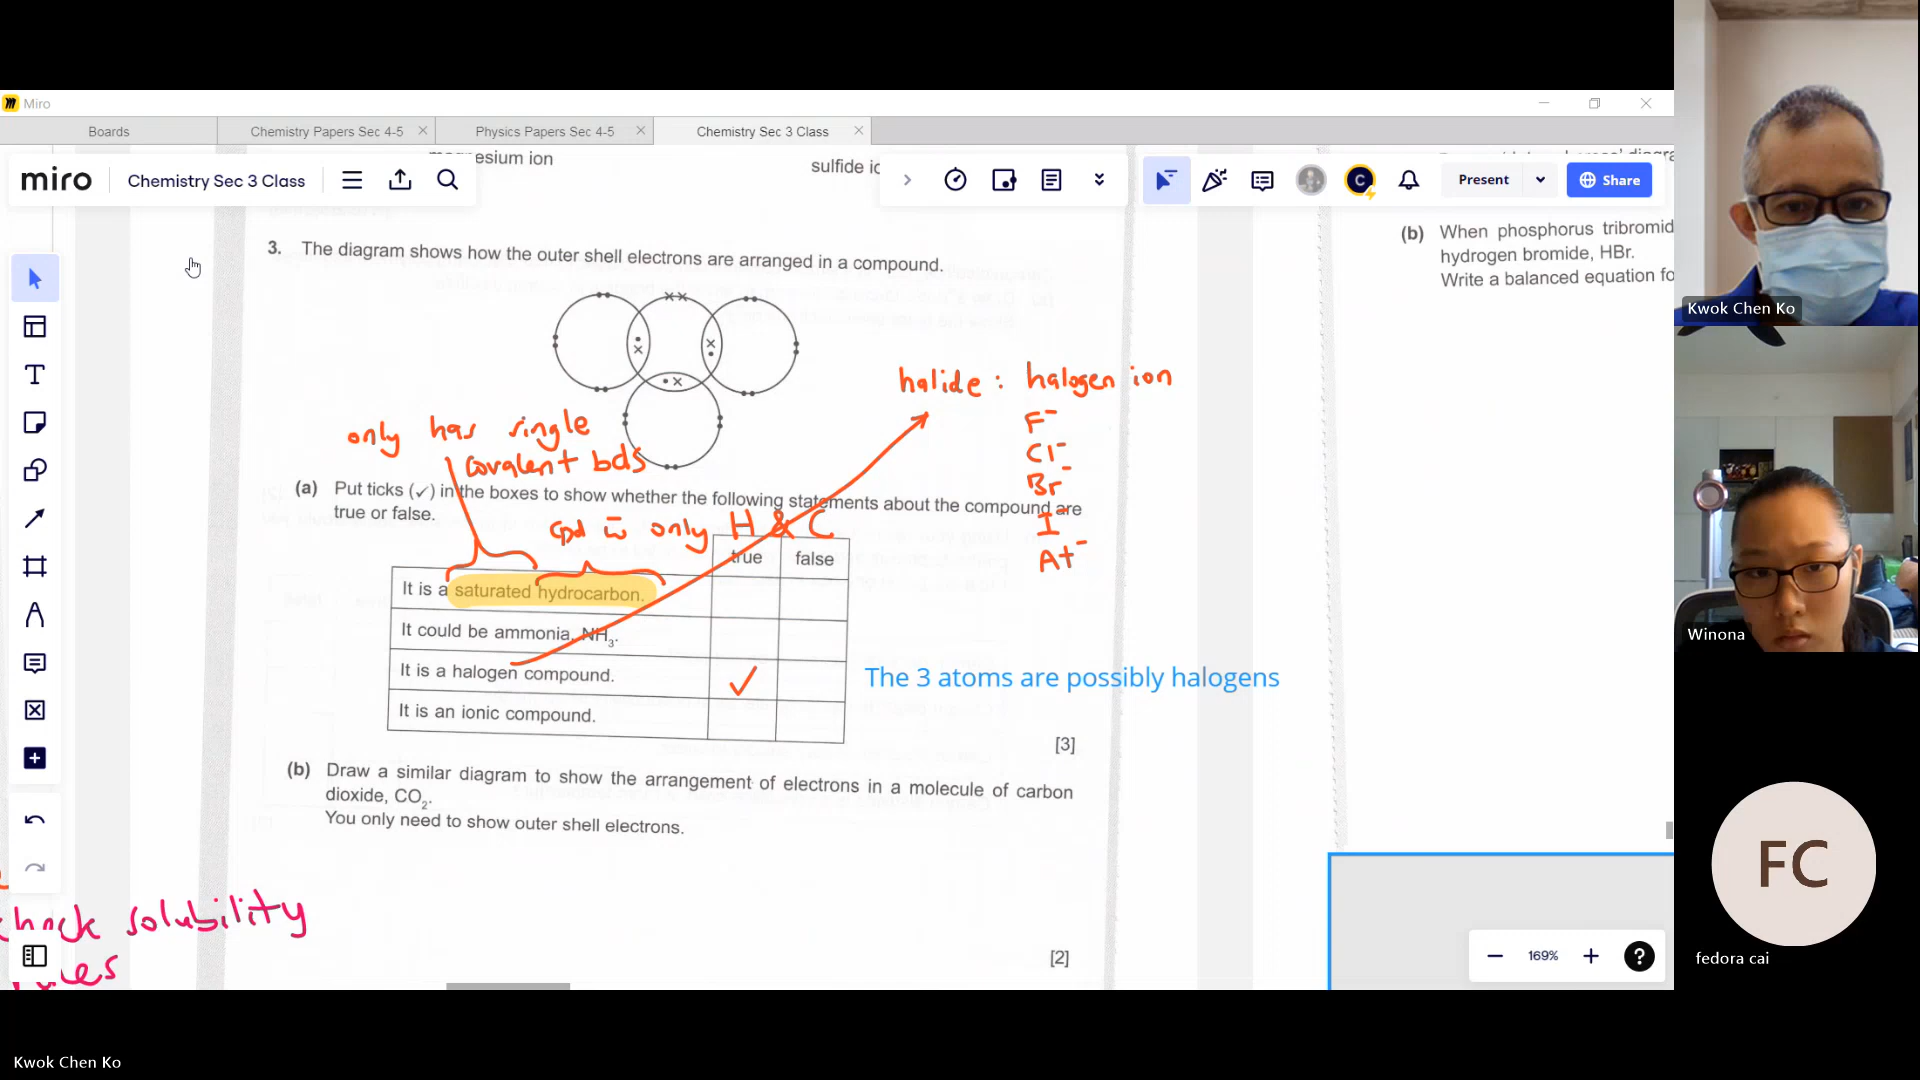 Miro
Boards
Chemistry Papers Sec 4-5
Physics Papers Sec 4-5
Chemistry Sec 3 Class
miro
Chemistry Sec 3 Class
Present
Share
magnesium ion
sulfide
3. The diagram shows how the outer shell electrons are arranged in a compound.
halide : halogen ion
F⁻
Cl⁻
Br⁻
I⁻
At⁻
only has single
covalent bds
(a) Put ticks (✓) in the boxes to show whether the following statements about the compound are
true or false.
cpd w̄ only H & C
true false
It is a saturated hydrocarbon.
It could be ammonia, NH₃.
It is a halogen compound. ✓
The 3 atoms are possibly halogens
It is an ionic compound.
[3]
(b) Draw a similar diagram to show the arrangement of electrons in a molecule of carbon
dioxide, CO₂.
You only need to show outer shell electrons.
[2]
(b) When phosphorus tribromid
hydrogen bromide, HBr.
Write a balanced equation fo
check solubility
169%
Kwok Chen Ko
Winona
FC
fedora cai
Kwok Chen Ko